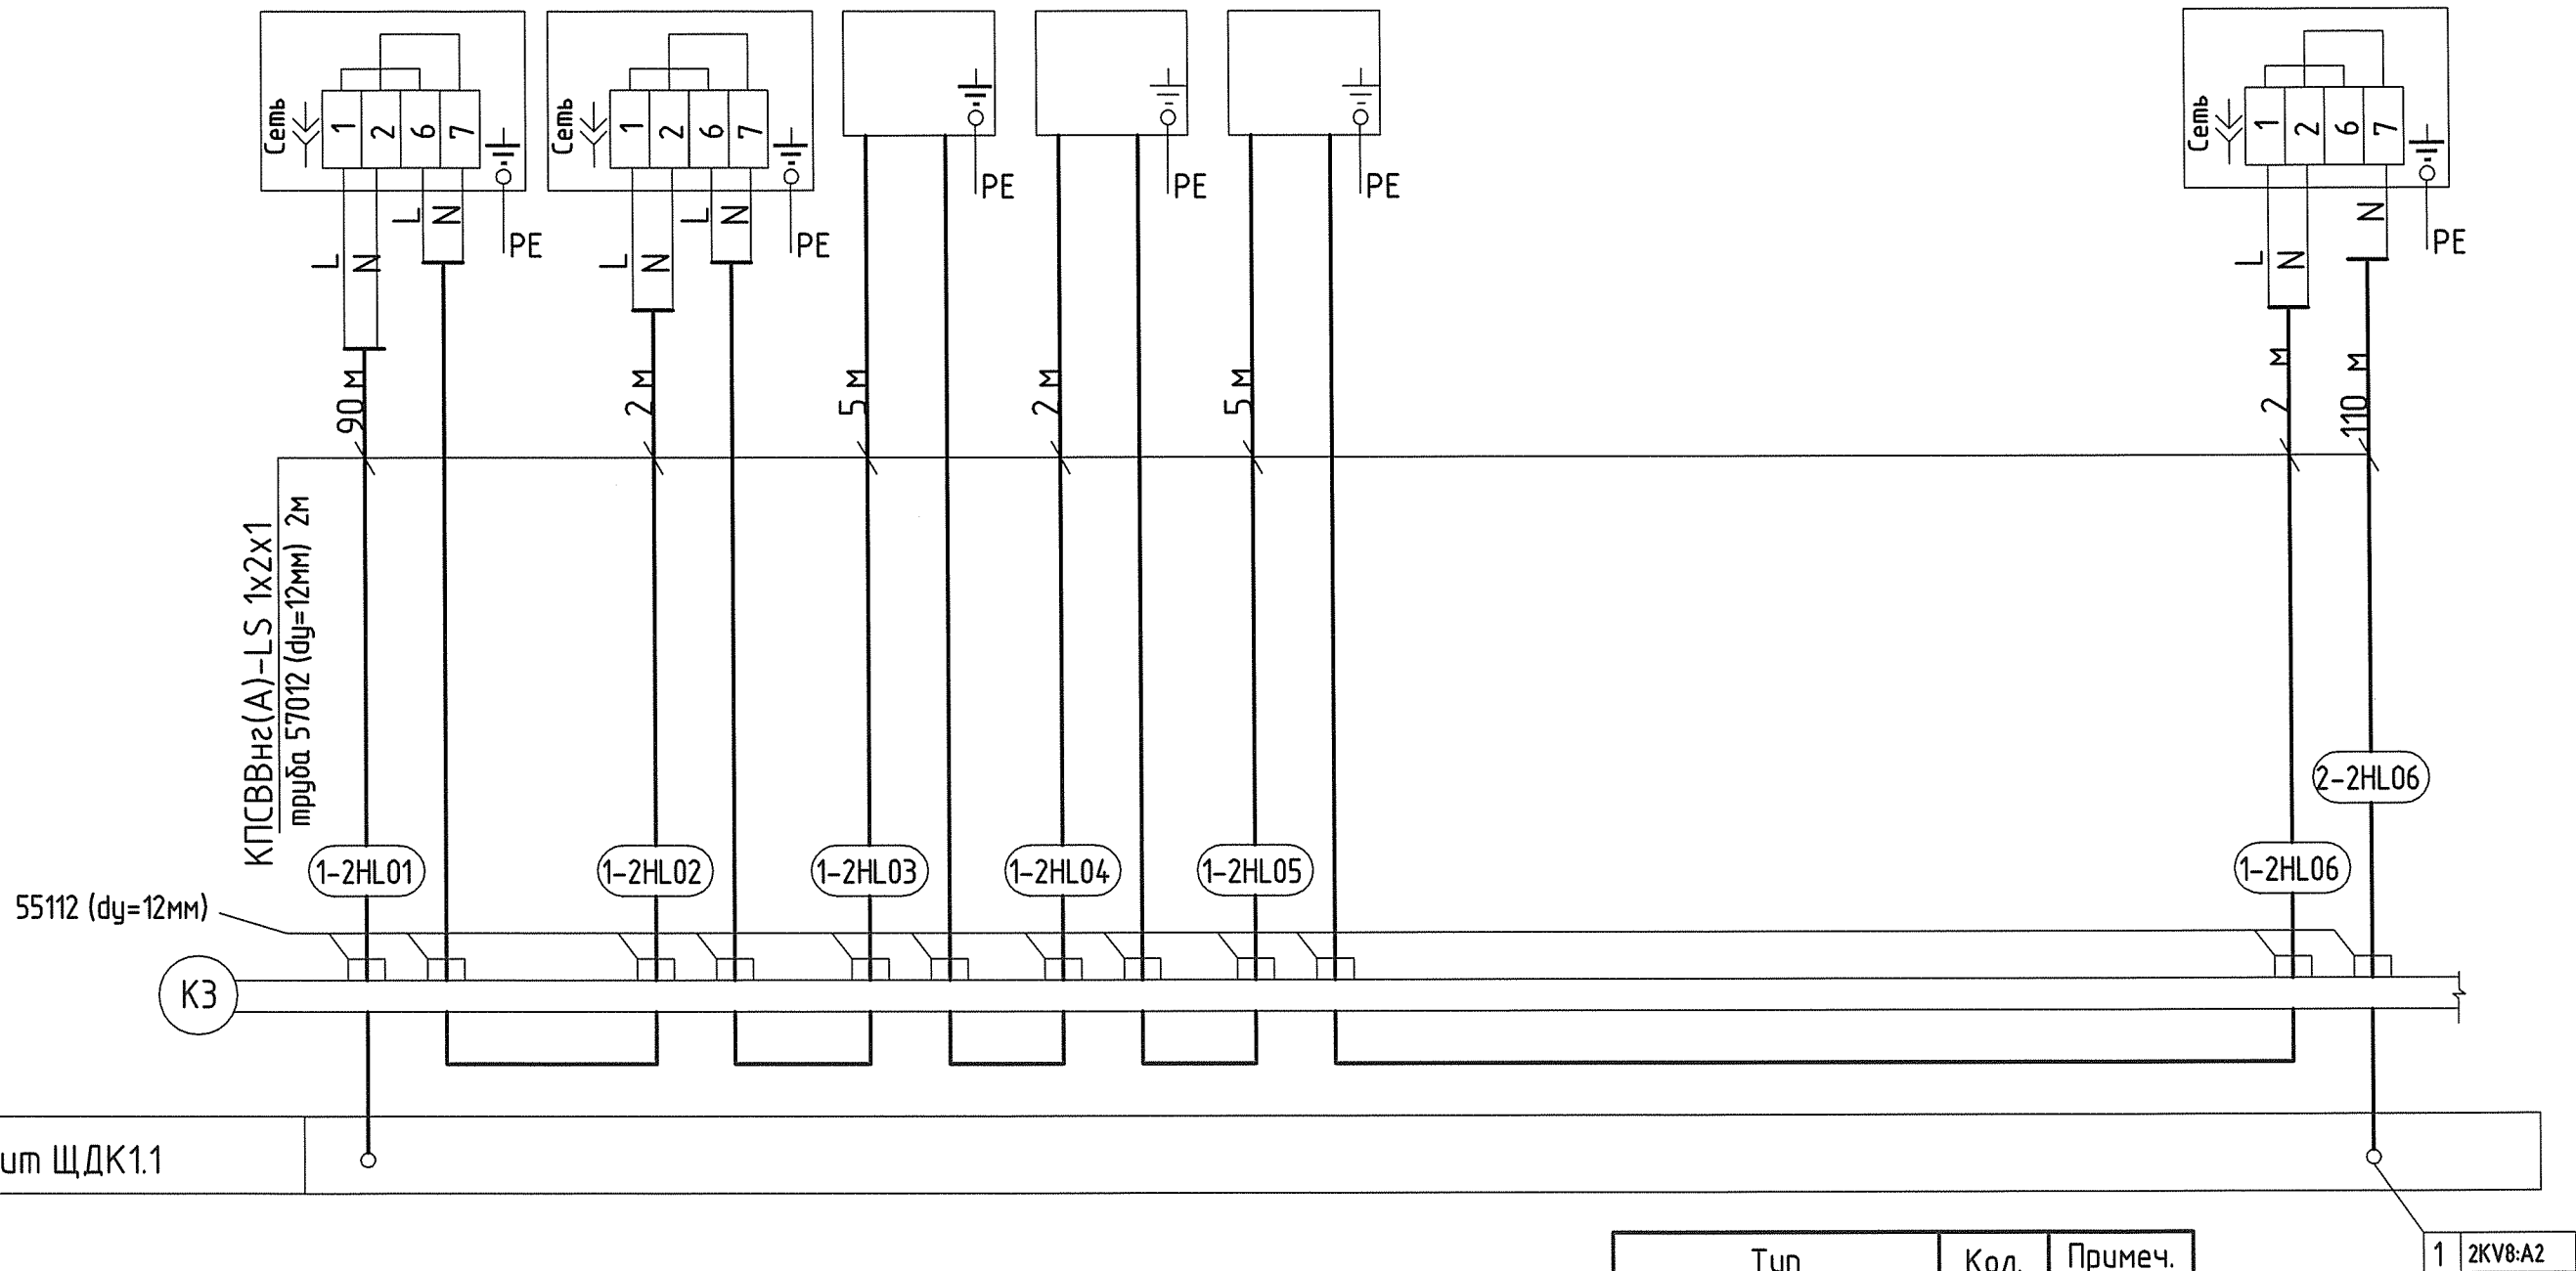 Сеть 1 2 6 7
L N L N PE
Сеть 1 2 6 7
L N L N PE
PE
PE
PE
Сеть 1 2 6 7
L N N PE
90 м
2 м
5 м
2 м
5 м
2 м
110 м
КПСВВнг(А)-LS 1х2х1
труба 57012 (dy=12мм) 2м
2-2HL06
1-2HL01
1-2HL02
1-2HL03
1-2HL04
1-2HL05
1-2HL06
55112 (dy=12мм)
К3
ит ЩДК1.1
Тип
Кол.
Примеч.
1
2KV8:A2